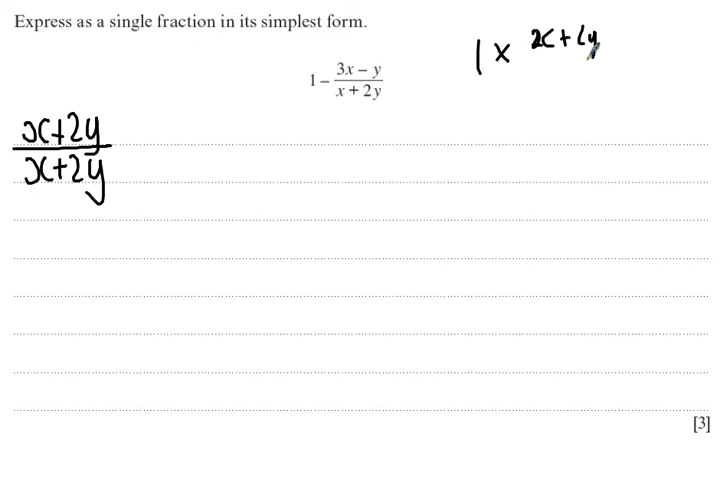 Express as a single fraction in its simplest form.
1 × x + 2y
1 – 3x – y / x + 2y
x+2y
x+2y
[3]